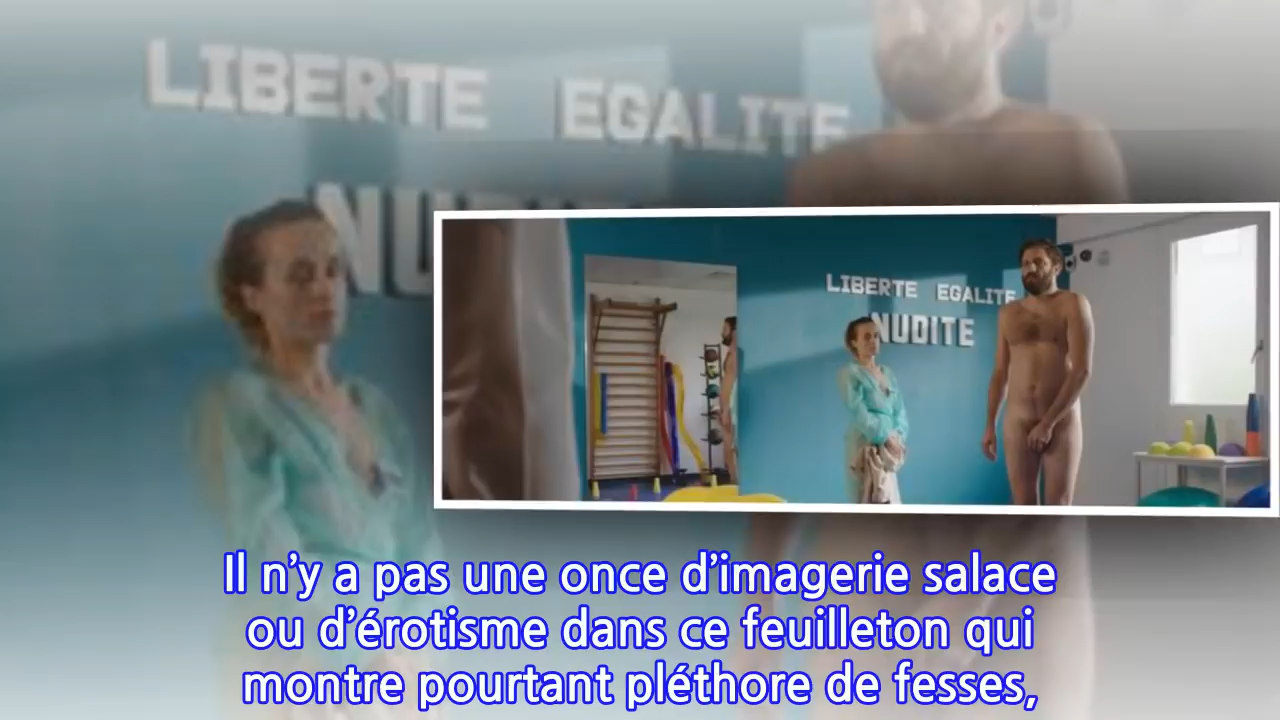 LIBERTE EGALITE
NU
LIBERTE EGALITE
NUDITE
Il n’y a pas une once d’imagerie salace
ou d’érotisme dans ce feuilleton qui
montre pourtant pléthore de fesses,